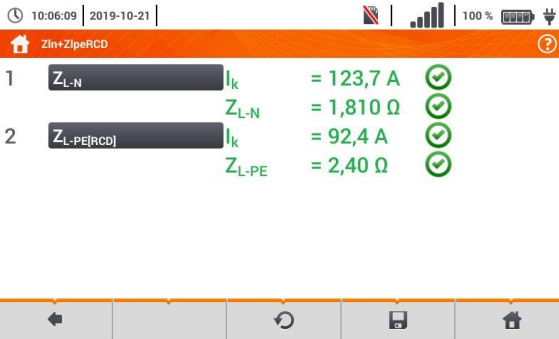 10:06:09 2019-10-21 100 %
Zln+ZlpeRCD ?
1 ZL-N Ik = 123,7 A
ZL-N = 1,810 Ω
2 ZL-PE[RCD] Ik = 92,4 A
ZL-PE = 2,40 Ω